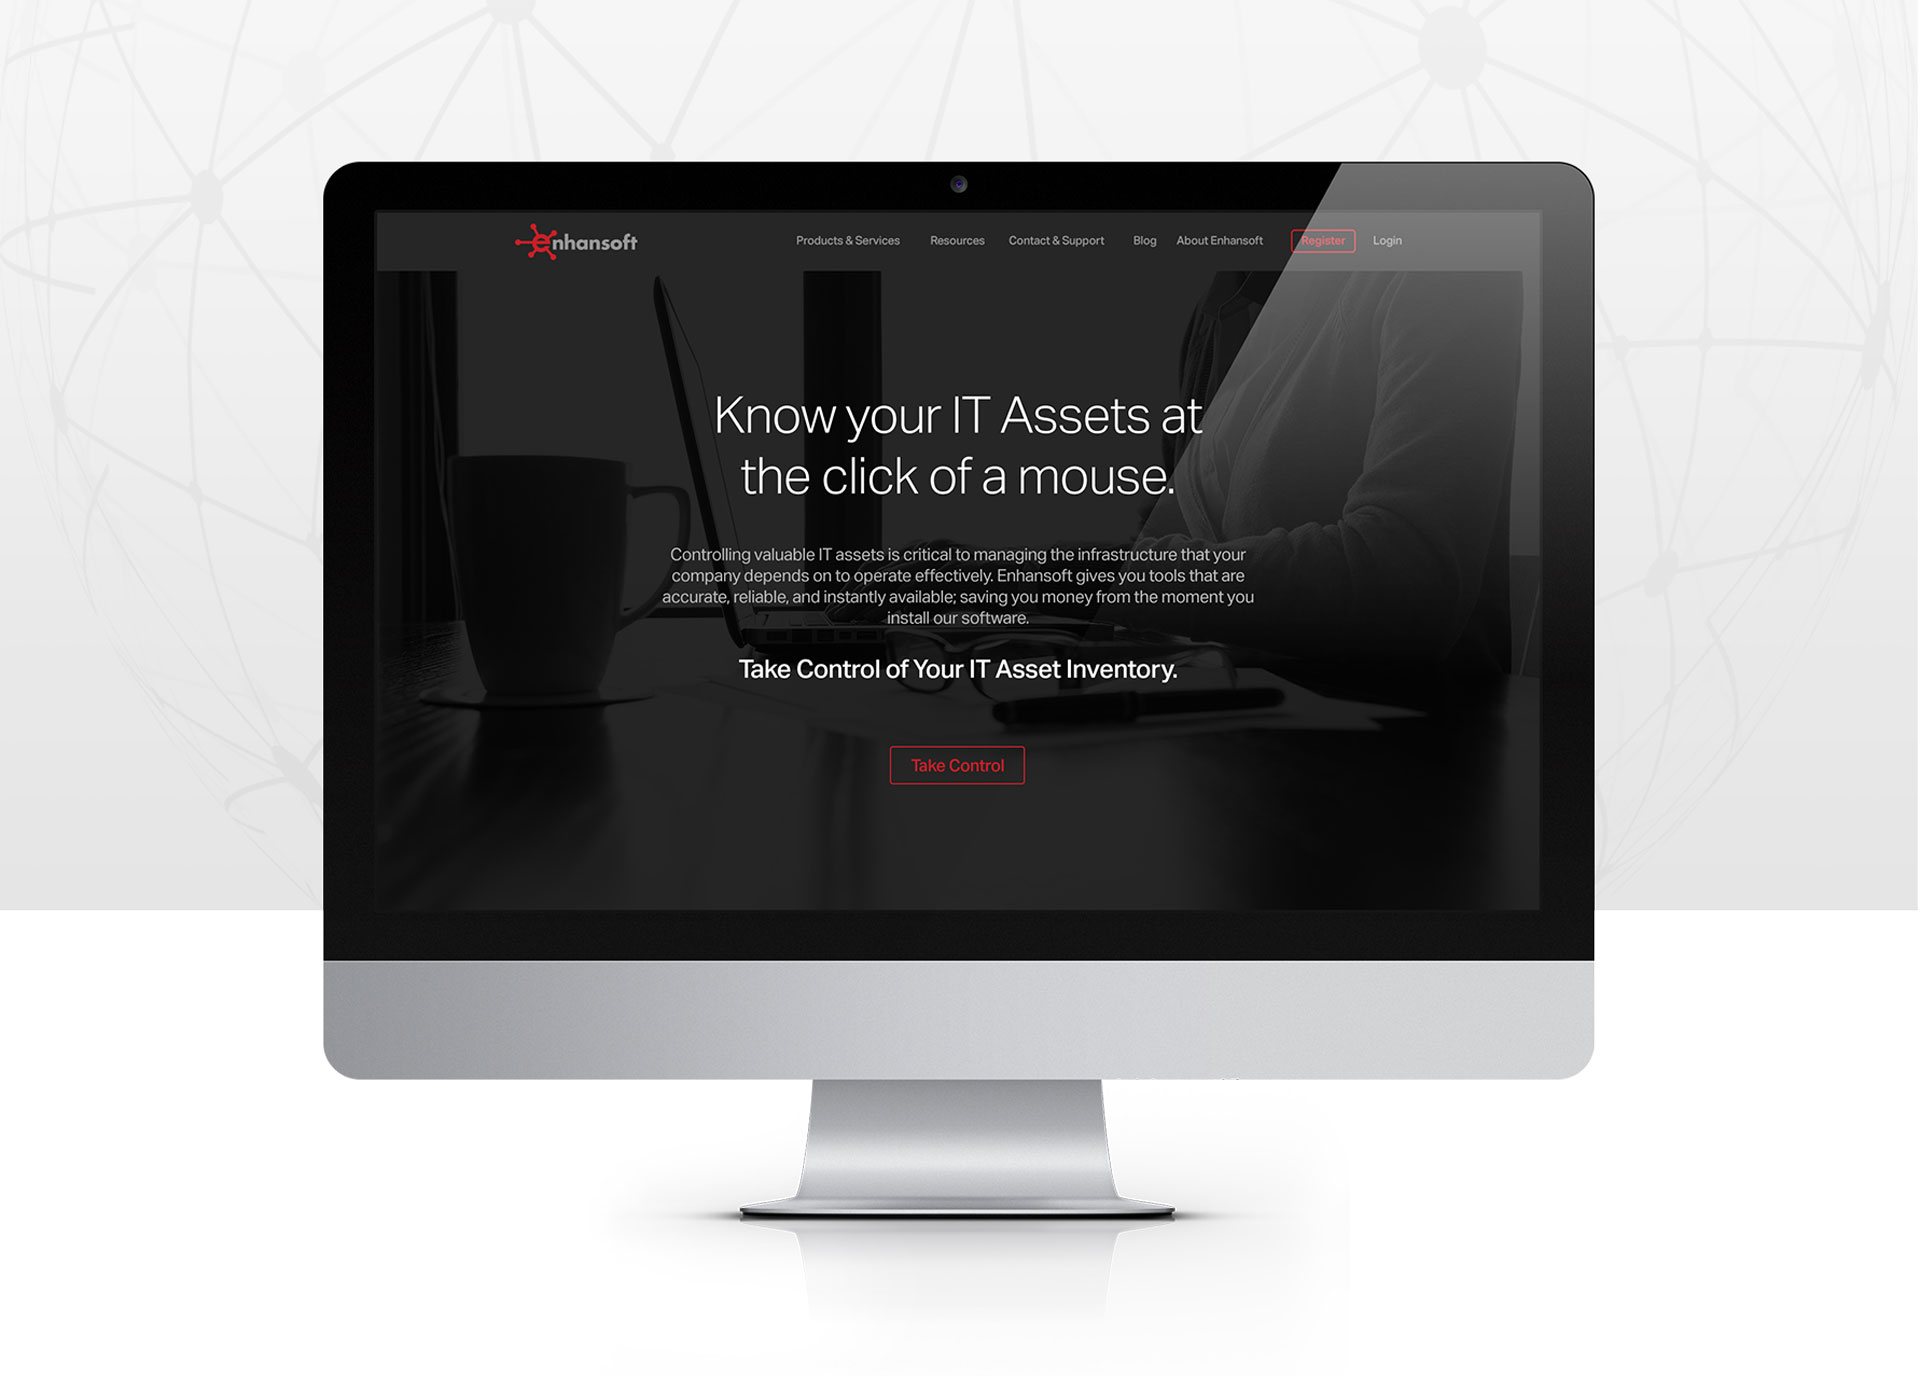 enhansoft
Products & Services Resources Contact & Support Blog About Enhansoft Register Login
Know your IT Assets at
the click of a mouse.
Controlling valuable IT assets is critical to managing the infrastructure that your
company depends on to operate effectively. Enhansoft gives you tools that are
accurate, reliable, and instantly available; saving you money from the moment you
install our software.
Take Control of Your IT Asset Inventory.
Take Control